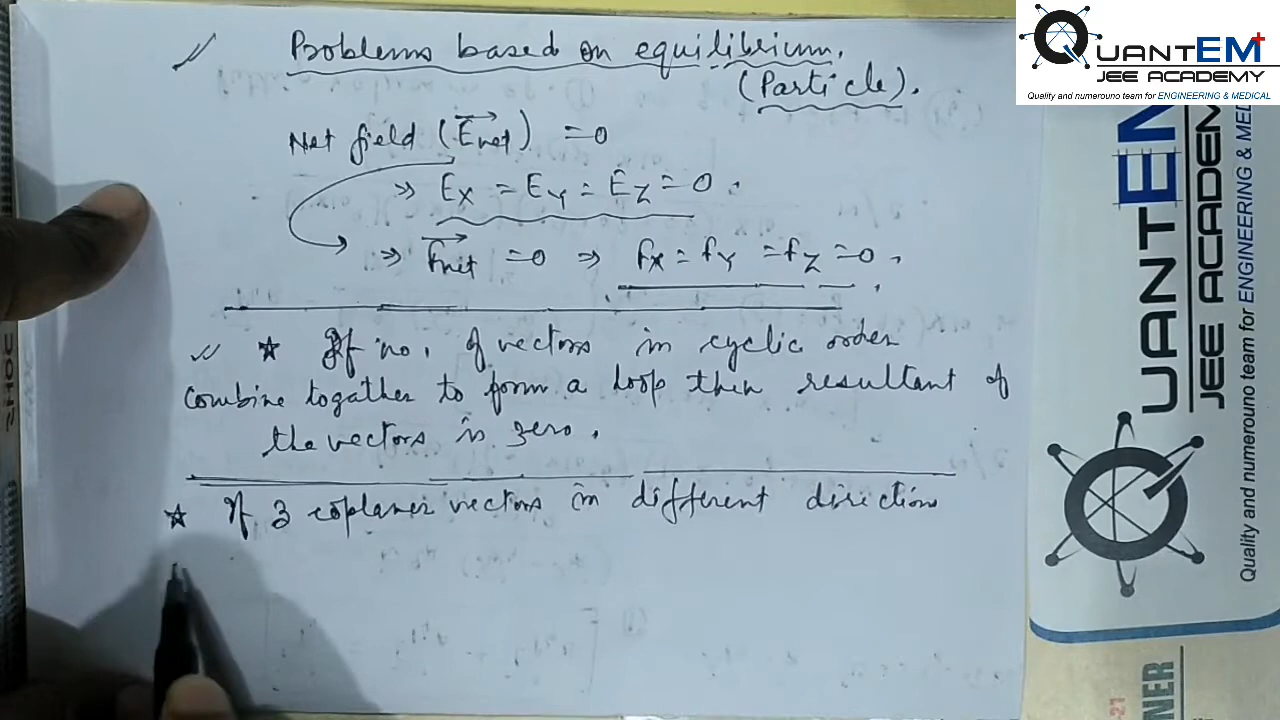 Problems based on equilibrium.
(Particle).
Net field (E⃗net) = 0
⇒ Ex = Ey = Ez = 0.
⇒ F⃗net = 0 ⇒ fx = fy = fz = 0.
★ If no. of vectors in cyclic order
combine togather to form a loop then resultant of
the vectors is zero.
★ If 3 coplaner vectors in different direction
QUANTEM+
JEE ACADEMY
Quality and numerouno team for ENGINEERING & MEDICAL
QUANTEM
JEE ACADEMY
Quality and numerouno team for ENGINEERING & MED